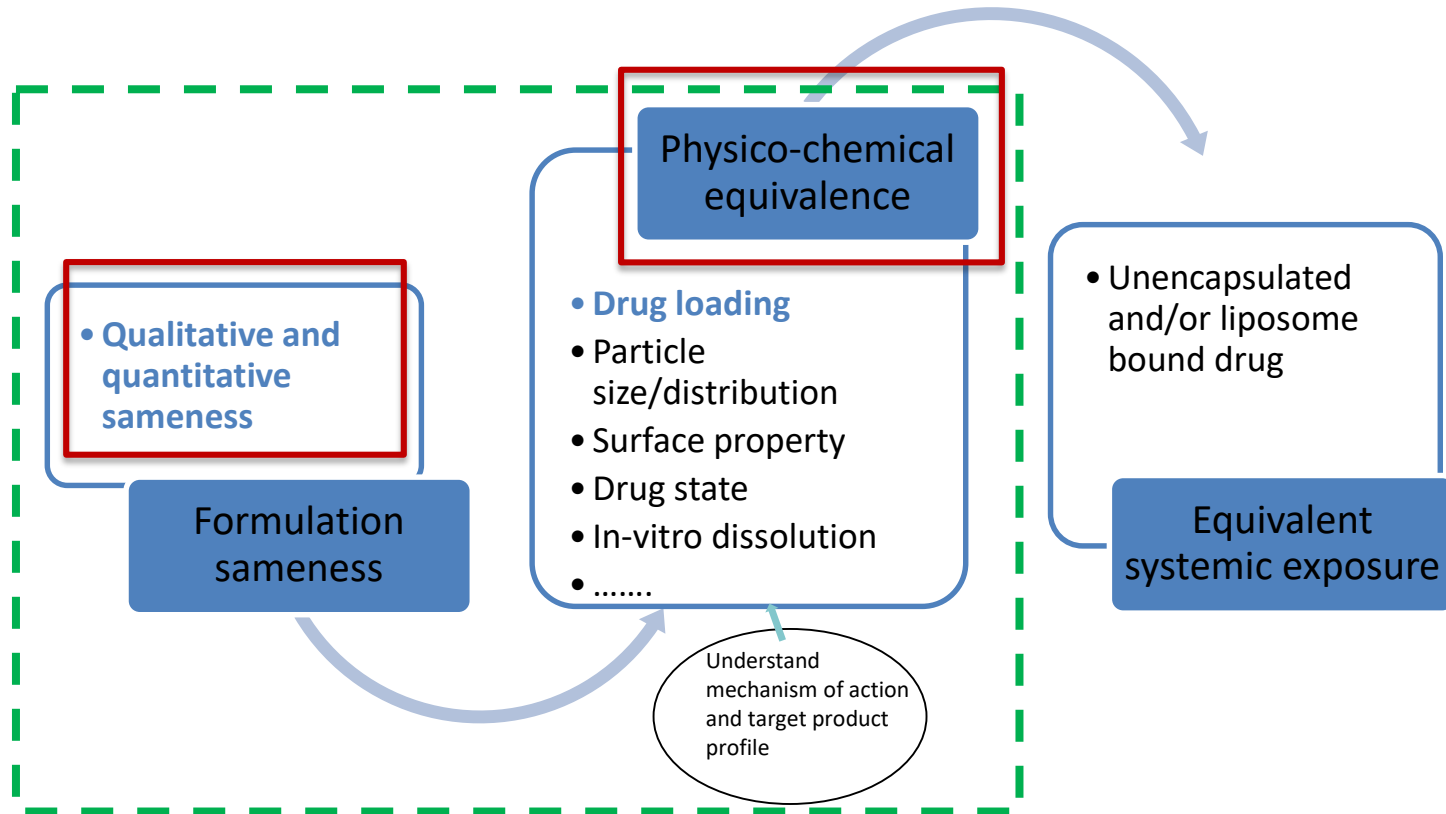 • Qualitative and
quantitative
sameness
Formulation
sameness
Physico-chemical
equivalence
• Drug loading
• Particle
size/distribution
• Surface property
• Drug state
• In-vitro dissolution
• .......
Understand
mechanism of action
and target product
profile
• Unencapsulated
and/or liposome
bound drug
Equivalent
systemic exposure